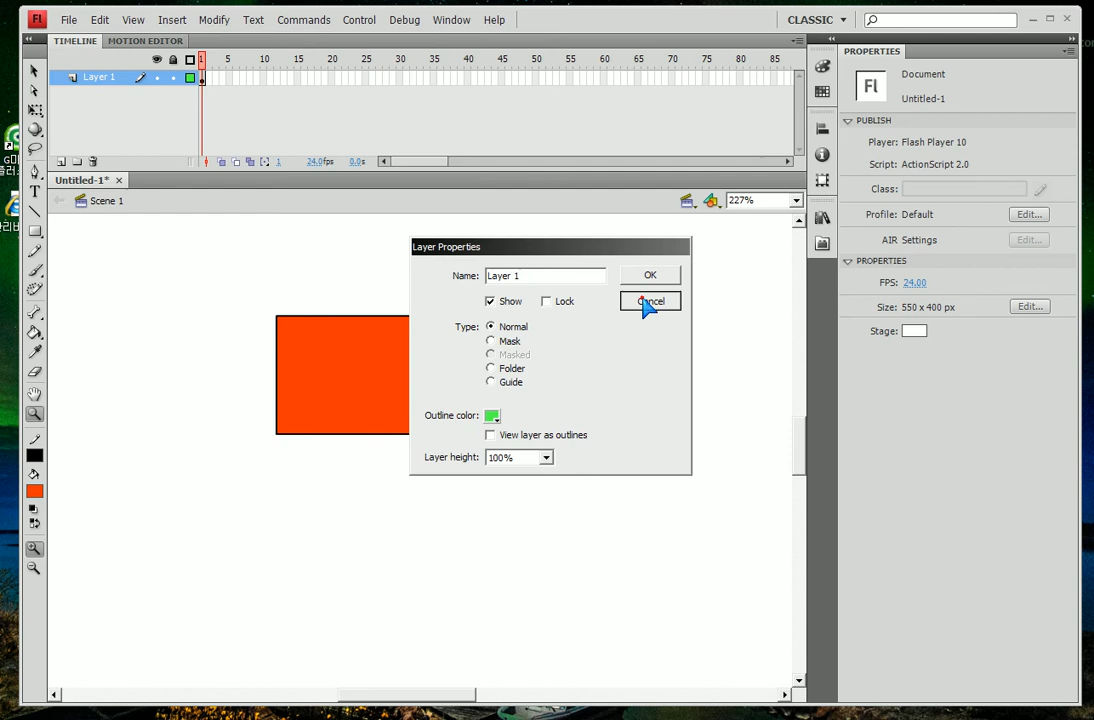 Fl File Edit View Insert Modify Text Commands Control Debug Window Help CLASSIC
TIMELINE MOTION EDITOR
1 5 10 15 20 25 30 35 40 45 50 55 60 65 70 75 80 85
Layer 1
1 24.0fps 0.0s
Untitled-1*
Scene 1 227%
Layer Properties
Name: Layer 1 OK
Show Lock Cancel
Type: Normal
Mask
Masked
Folder
Guide
Outline color:
View layer as outlines
Layer height: 100%
PROPERTIES
Fl
Document
Untitled-1
PUBLISH
Player: Flash Player 10
Script: ActionScript 2.0
Class:
Profile: Default Edit...
AIR Settings Edit...
PROPERTIES
FPS: 24.00
Size: 550 x 400 px Edit...
Stage:
T